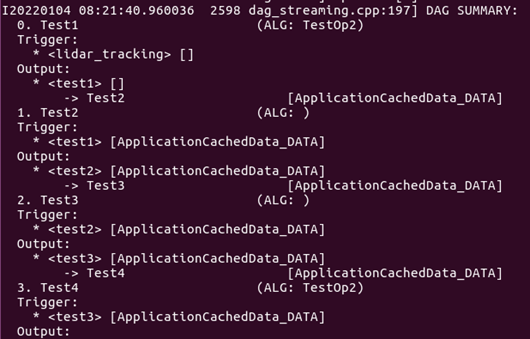 I20220104 08:21:40.960036  2598 dag_streaming.cpp:197] DAG SUMMARY:
  0. Test1                      (ALG: TestOp2)
  Trigger:
    * <lidar_tracking> []
  Output:
    * <test1> []
        -> Test2                    [ApplicationCachedData_DATA]
  1. Test2                      (ALG: )
  Trigger:
    * <test1> [ApplicationCachedData_DATA]
  Output:
    * <test2> [ApplicationCachedData_DATA]
        -> Test3                    [ApplicationCachedData_DATA]
  2. Test3                      (ALG: )
  Trigger:
    * <test2> [ApplicationCachedData_DATA]
  Output:
    * <test3> [ApplicationCachedData_DATA]
        -> Test4                    [ApplicationCachedData_DATA]
  3. Test4                      (ALG: TestOp2)
  Trigger:
    * <test3> [ApplicationCachedData_DATA]
  Output: